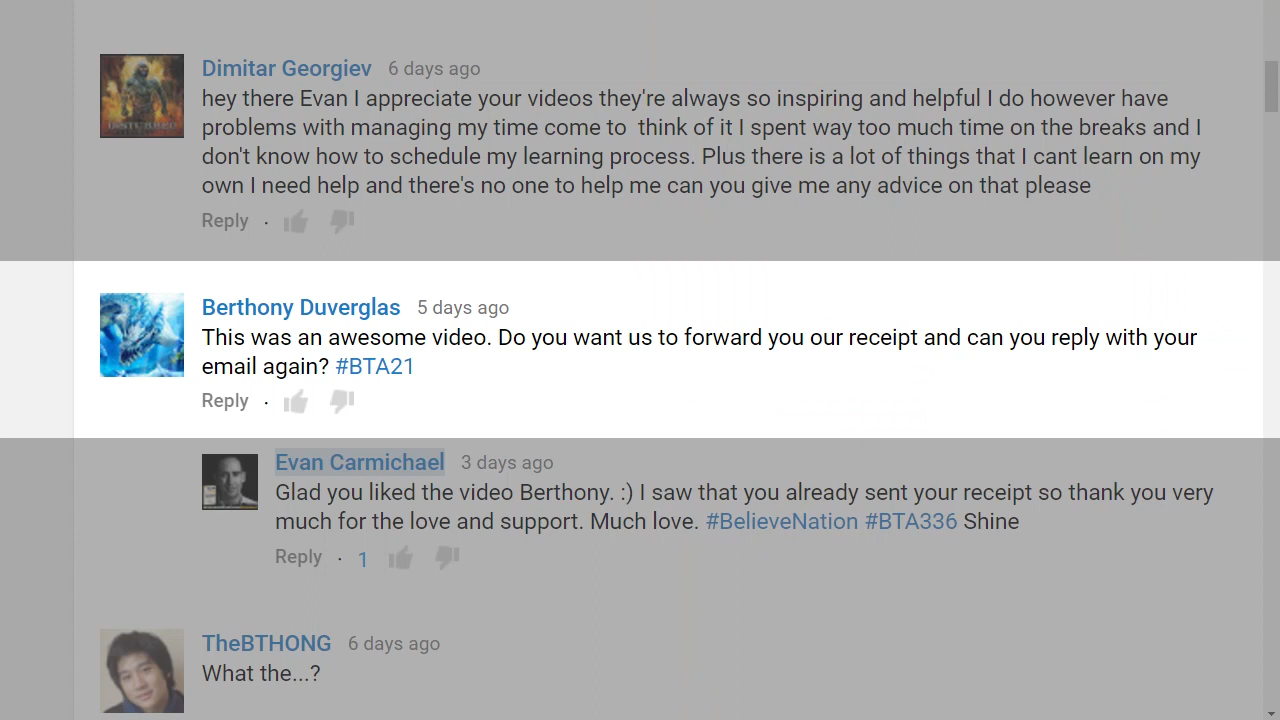 Dimitar Georgiev 6 days ago
hey there Evan I appreciate your videos they're always so inspiring and helpful I do however have
problems with managing my time come to  think of it I spent way too much time on the breaks and I
don't know how to schedule my learning process. Plus there is a lot of things that I cant learn on my
own I need help and there's no one to help me can you give me any advice on that please
Reply ·
Berthony Duverglas 5 days ago
This was an awesome video. Do you want us to forward you our receipt and can you reply with your
email again? #BTA21
Reply ·
Evan Carmichael 3 days ago
Glad you liked the video Berthony. :) I saw that you already sent your receipt so thank you very
much for the love and support. Much love. #BelieveNation #BTA336 Shine
Reply · 1
TheBTHONG 6 days ago
What the...?